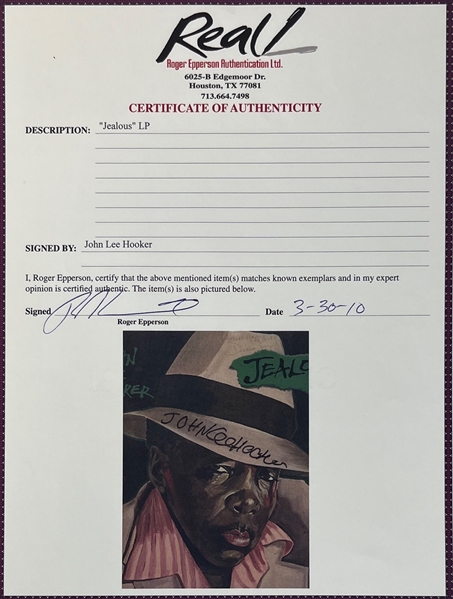 Real!
Roger Epperson Authentication Ltd.
6025-B Edgemoor Dr.
Houston, TX 77081
713.664.7498
CERTIFICATE OF AUTHENTICITY
DESCRIPTION: "Jealous" LP
SIGNED BY: John Lee Hooker
I, Roger Epperson, certify that the above mentioned item(s) matches known exemplars and in my expert
opinion is certified authentic. The item(s) is also pictured below.
Signed Date 3-30-10
Roger Epperson
JEALO
JOHN Lee Hooker